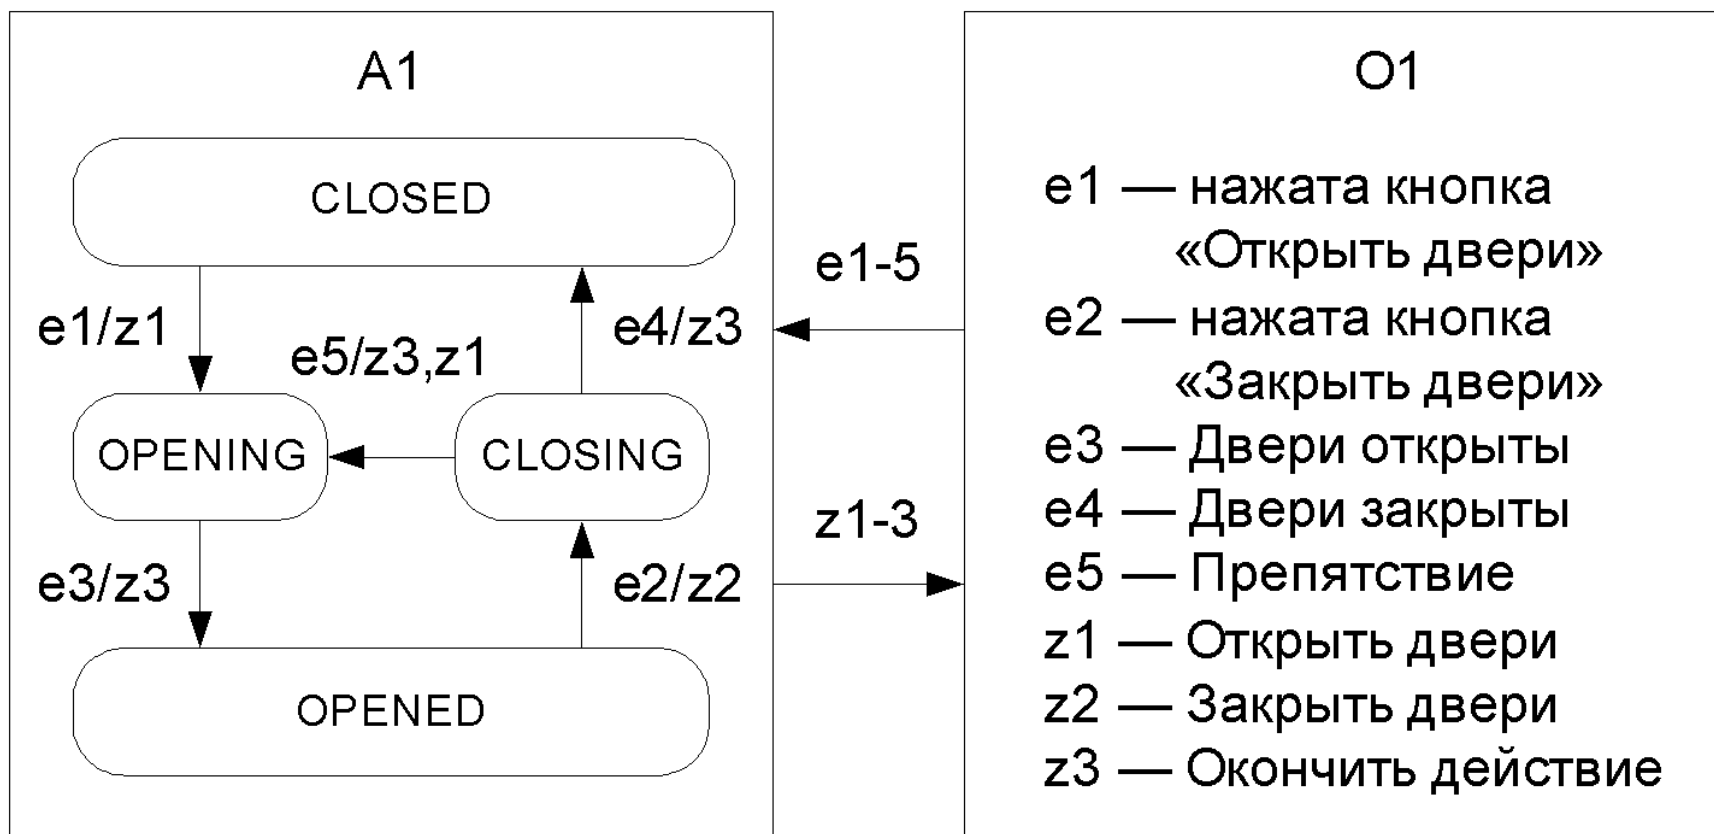 A1
CLOSED
e1/z1
e5/z3,z1
e4/z3
OPENING
CLOSING
e3/z3
e2/z2
OPENED
e1-5
z1-3
O1
e1 — нажата кнопка
«Открыть двери»
e2 — нажата кнопка
«Закрыть двери»
e3 — Двери открыты
e4 — Двери закрыты
e5 — Препятствие
z1 — Открыть двери
z2 — Закрыть двери
z3 — Окончить действие